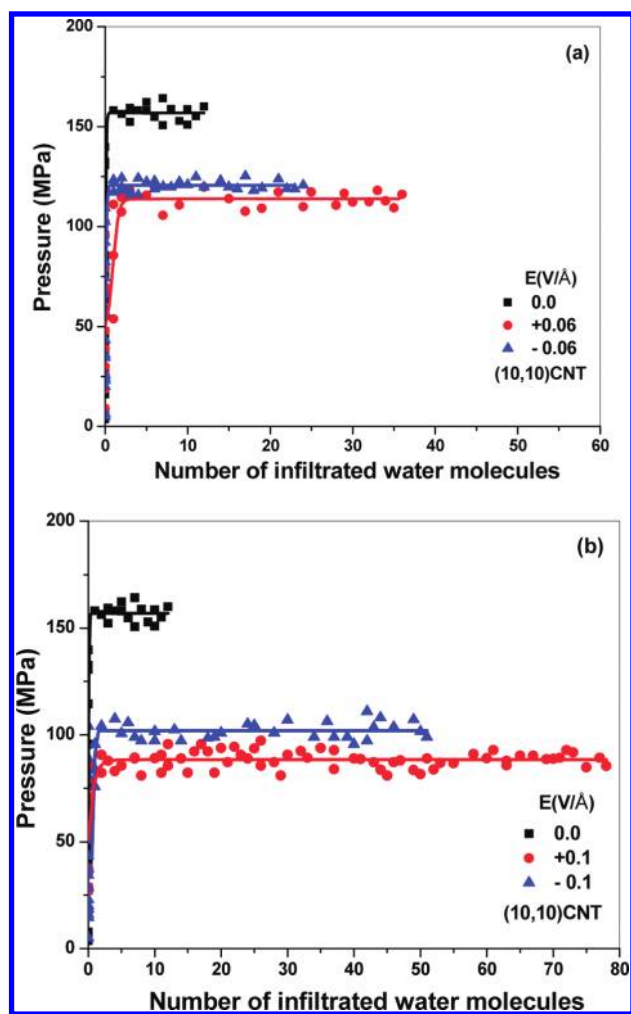 (a)
200
150
100
50
0
Pressure (MPa)
E(V/Å)
0.0
+0.06
- 0.06
(10,10)CNT
0 10 20 30 40 50 60
Number of infiltrated water molecules
(b)
200
150
100
50
0
Pressure (MPa)
E(V/Å)
0.0
+0.1
- 0.1
(10,10)CNT
0 10 20 30 40 50 60 70 80
Number of infiltrated water molecules